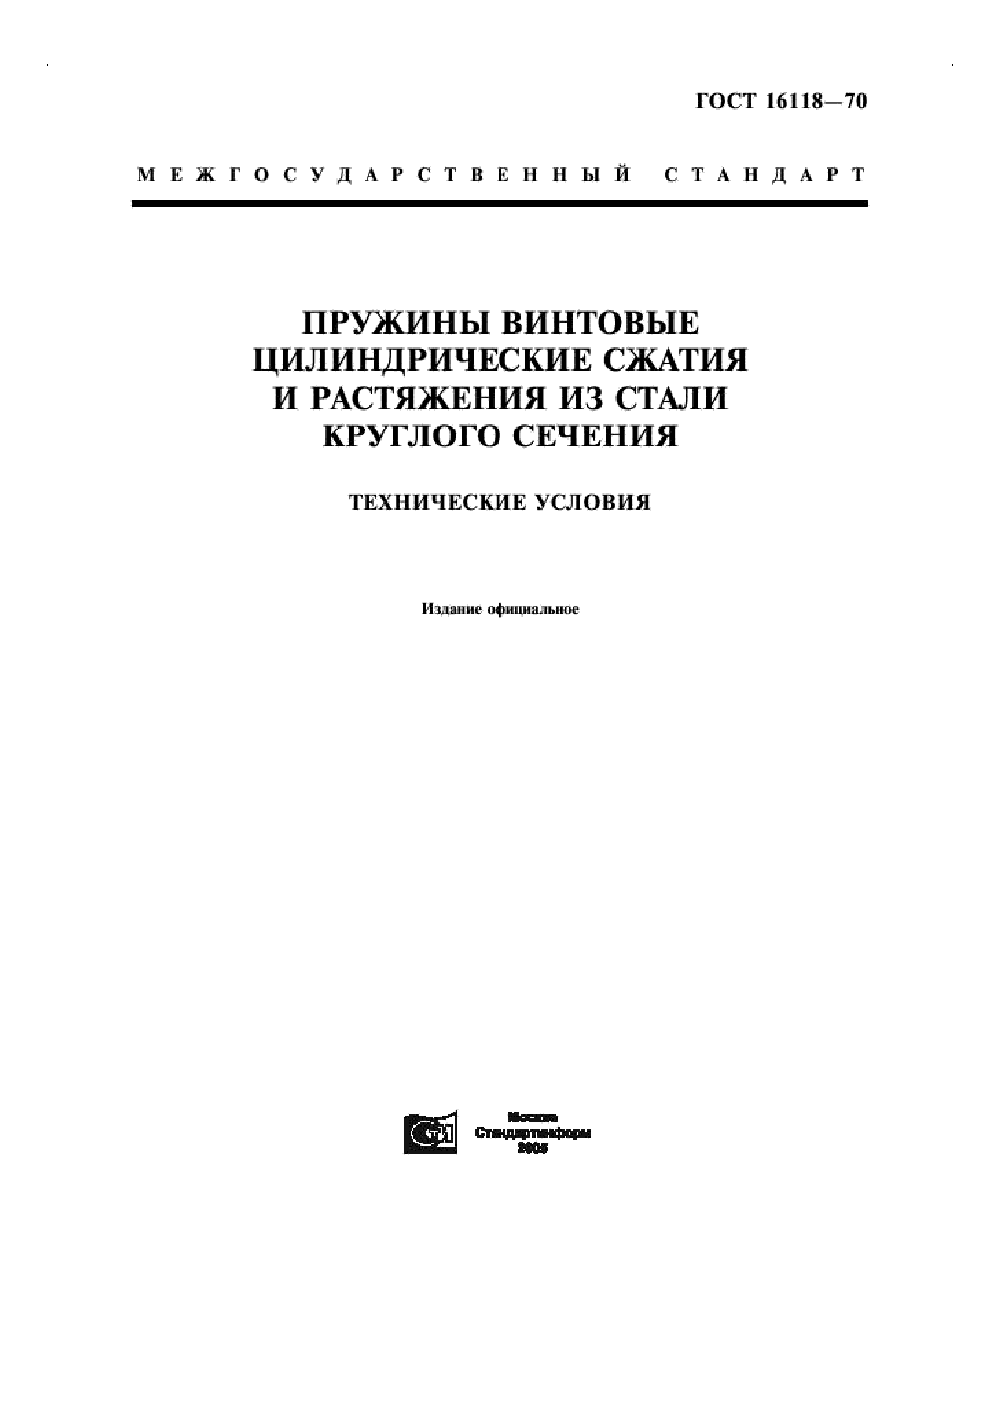 ГОСТ 16118—70
МЕЖГОСУДАРСТВЕННЫЙ СТАНДАРТ
ПРУЖИНЫ ВИНТОВЫЕ
ЦИЛИНДРИЧЕСКИЕ СЖАТИЯ
И РАСТЯЖЕНИЯ ИЗ СТАЛИ
КРУГЛОГО СЕЧЕНИЯ
ТЕХНИЧЕСКИЕ УСЛОВИЯ
Издание официальное
Москва
Стандартинформ